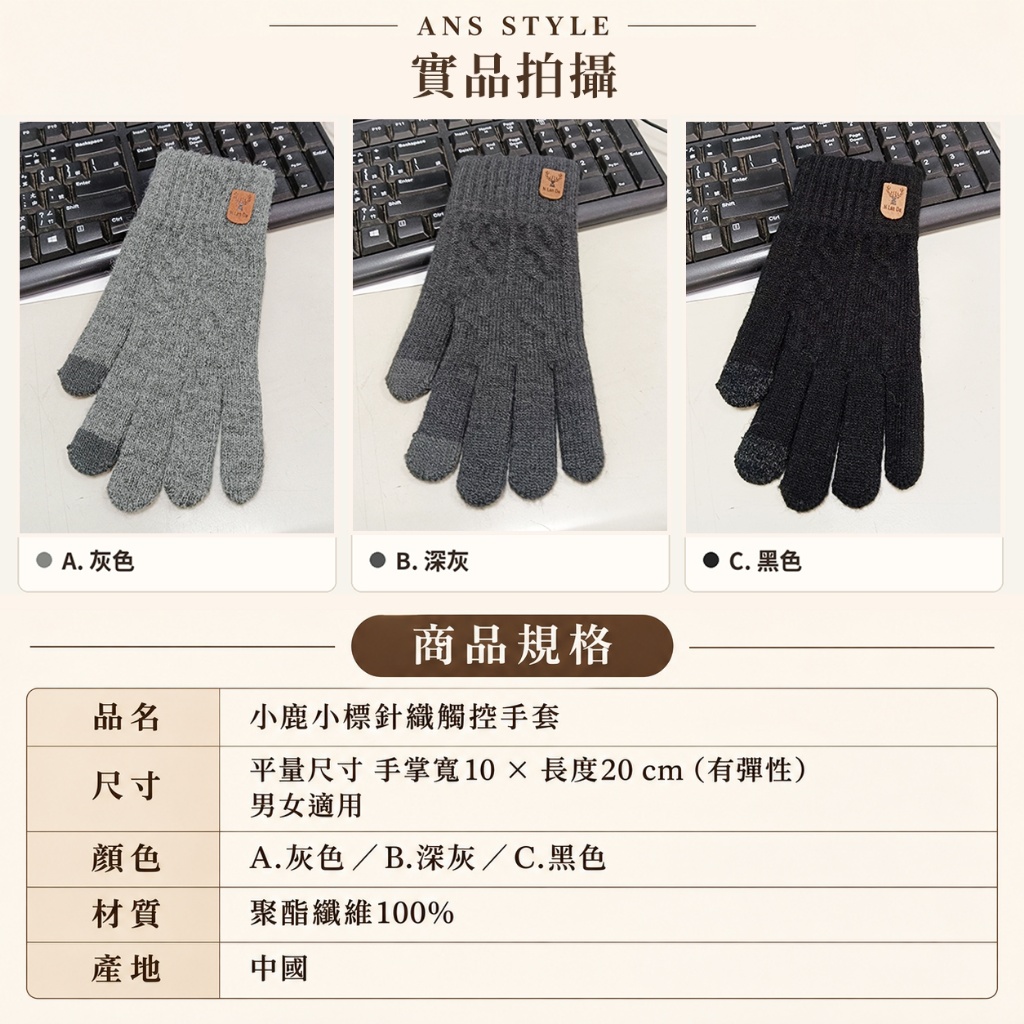 ANS STYLE
實品拍攝
A. 灰色
B. 深灰
C. 黑色
商品規格
品名
小鹿小標針織觸控手套
尺寸
平量尺寸 手掌寬10 × 長度20 cm（有彈性）
男女適用
顏色
A.灰色／B.深灰／C.黑色
材質
聚酯纖維100%
產地
中國